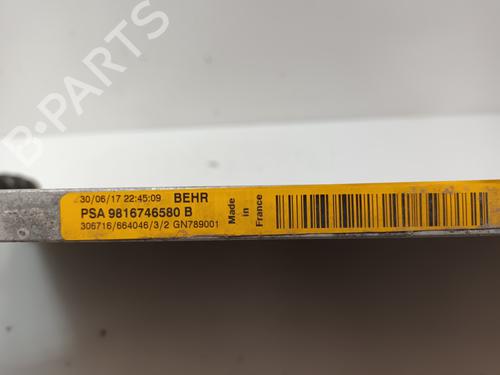 B-PARTS
30/06/17 22:45:09 BEHR
PSA 9816746580 B
306716/664046/3/2 GN789001
Made
in
France